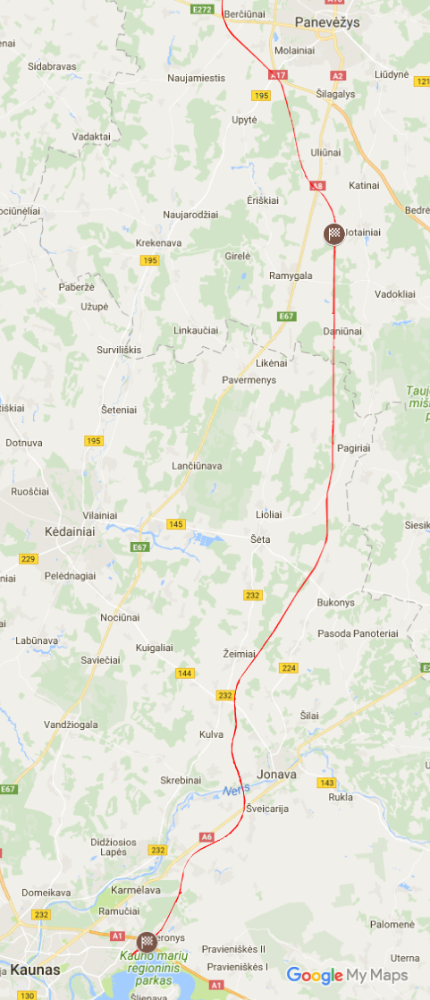 E272
Berčiūnai
Panevėžys
Molainiai
Sidabravas
Naujamiestis
A17
A2
Liūdynė
121
195
Šilagalys
Upytė
Vadaktai
Uliūnai
A8
Katinai
Ėriškiai
Naujarodžiai
Krekenava
195
Girelė
Ramygala
Paberžė
Užupė
Vadokliai
E67
Linkaučiai
Daniūnai
Surviliškis
Likėnai
Pavermenys
Šeteniai
195
Dotnuva
Pagiriai
Lančiūnava
Ruoščiai
Vilainiai
Lioliai
145
Kėdainiai
Šėta
E67
229
Pelėdnagiai
232
Bukonys
Nociūnai
Pasoda Panoteriai
Labūnava
Kuigaliai
Žeimiai
Saviečiai
144
224
232
Šilai
Vandžiogala
Kulva
Jonava
Skrebinai
143
E67
Neris
Rukla
Šveicarija
A6
Didžiosios
Lapės
232
Domeikava
Karmėlava
232
Ramučiai
Palomenė
A1
Pravieniškės II
Kauno marių
regioninis
parkas
Uterna
Pravieniškės I
Kaunas
Google My Maps
130
A1
Šlienava